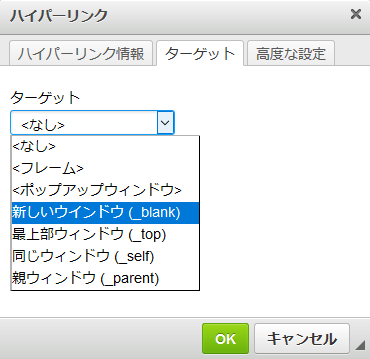 ハイパーリンク
ハイパーリンク情報 ターゲット 高度な設定
ターゲット
<なし>
<なし>
<フレーム>
<ポップアップウィンドウ>
新しいウインドウ (_blank)
最上部ウィンドウ (_top)
同じウィンドウ (_self)
親ウィンドウ (_parent)
OK キャンセル